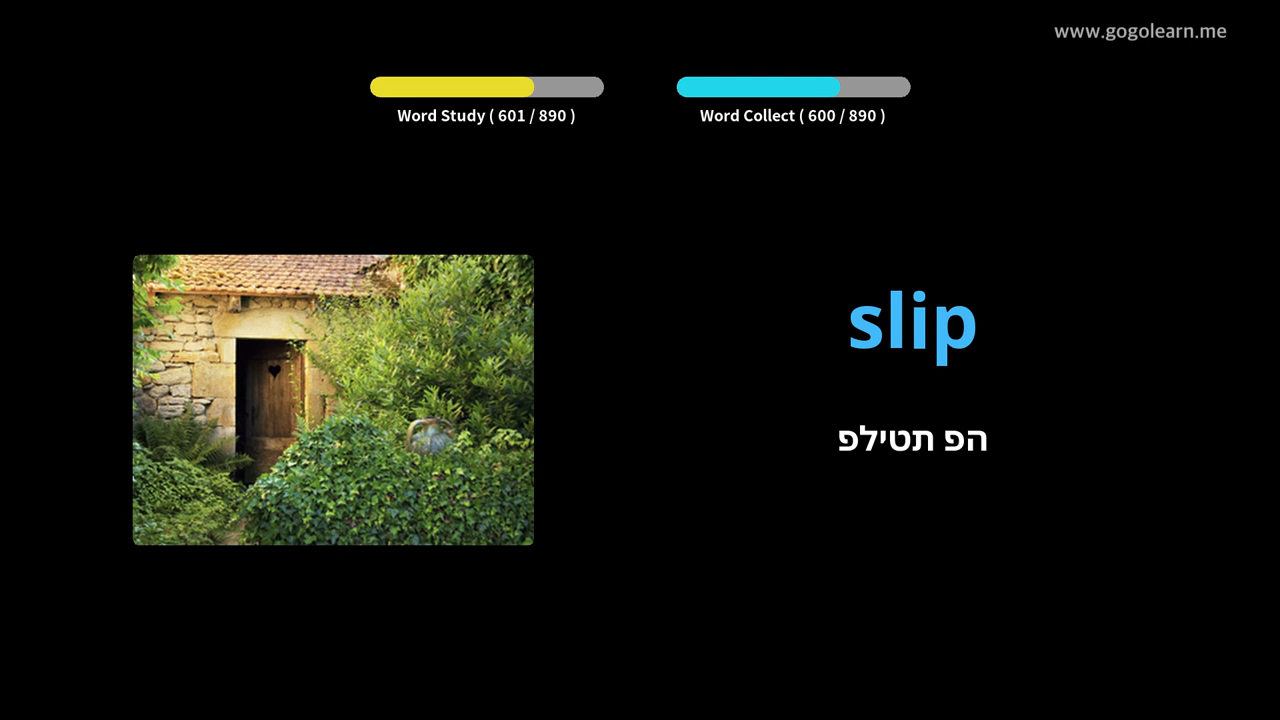 www.gogolearn.me
Word Study ( 601 / 890 )
Word Collect ( 600 / 890 )
slip
הפ תטילפ